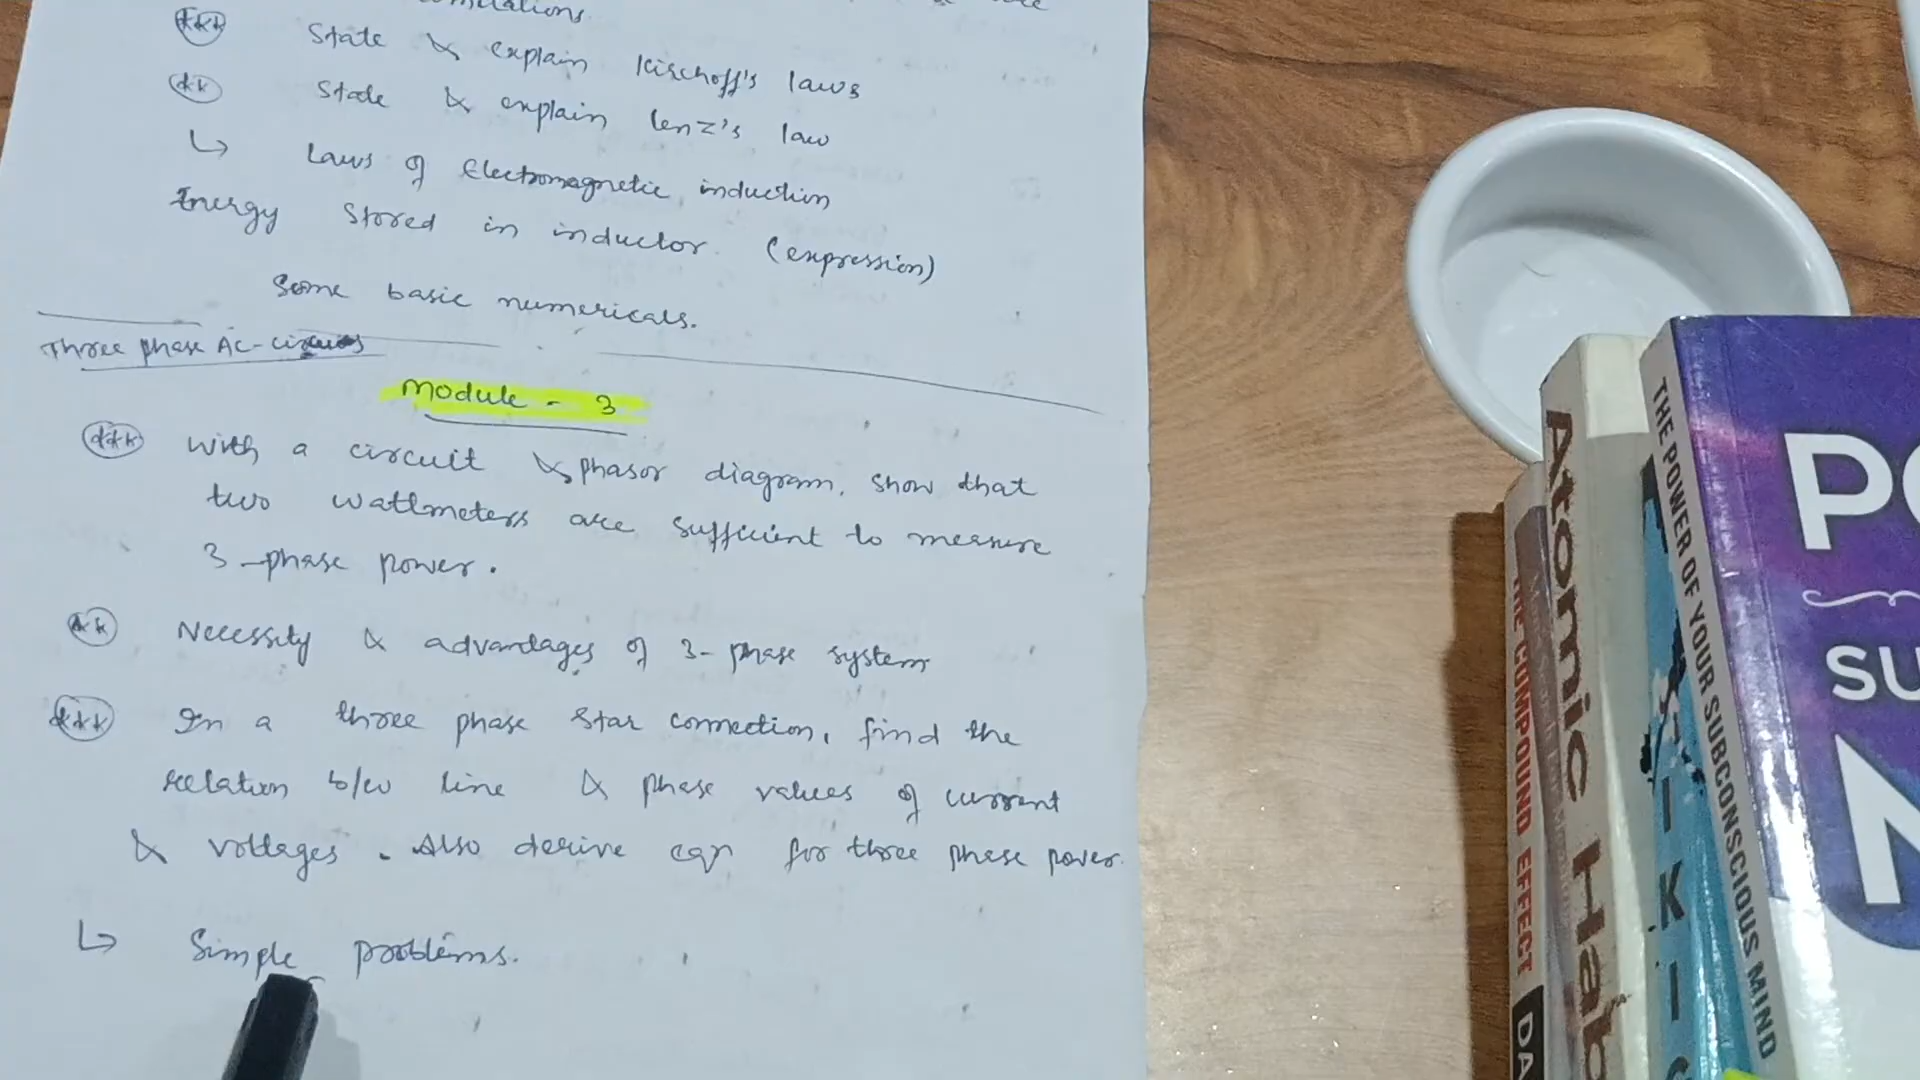 *** State & explain Kirchoff's laws
** State & explain lenz's law
↳ Laws of Electromagnetic induction
Energy stored in inductor. (expression)
Some basic numericals.
Three phase AC-circuits
Module - 3
*** With a circuit & phasor diagram, show that
two wattmeters are sufficient to measure
3-phase power.
** Necessity & advantages of 3-phase system
*** In a three phase star connection, find the
relation b/w line & phase values of current
& voltages. Also derive eqn for three phase power.
↳ Simple problems.
THE COMPOUND EFFECT
DA
Atomic Hab
IKIG
THE POWER OF YOUR SUBCONSCIOUS MIND
PO
SU